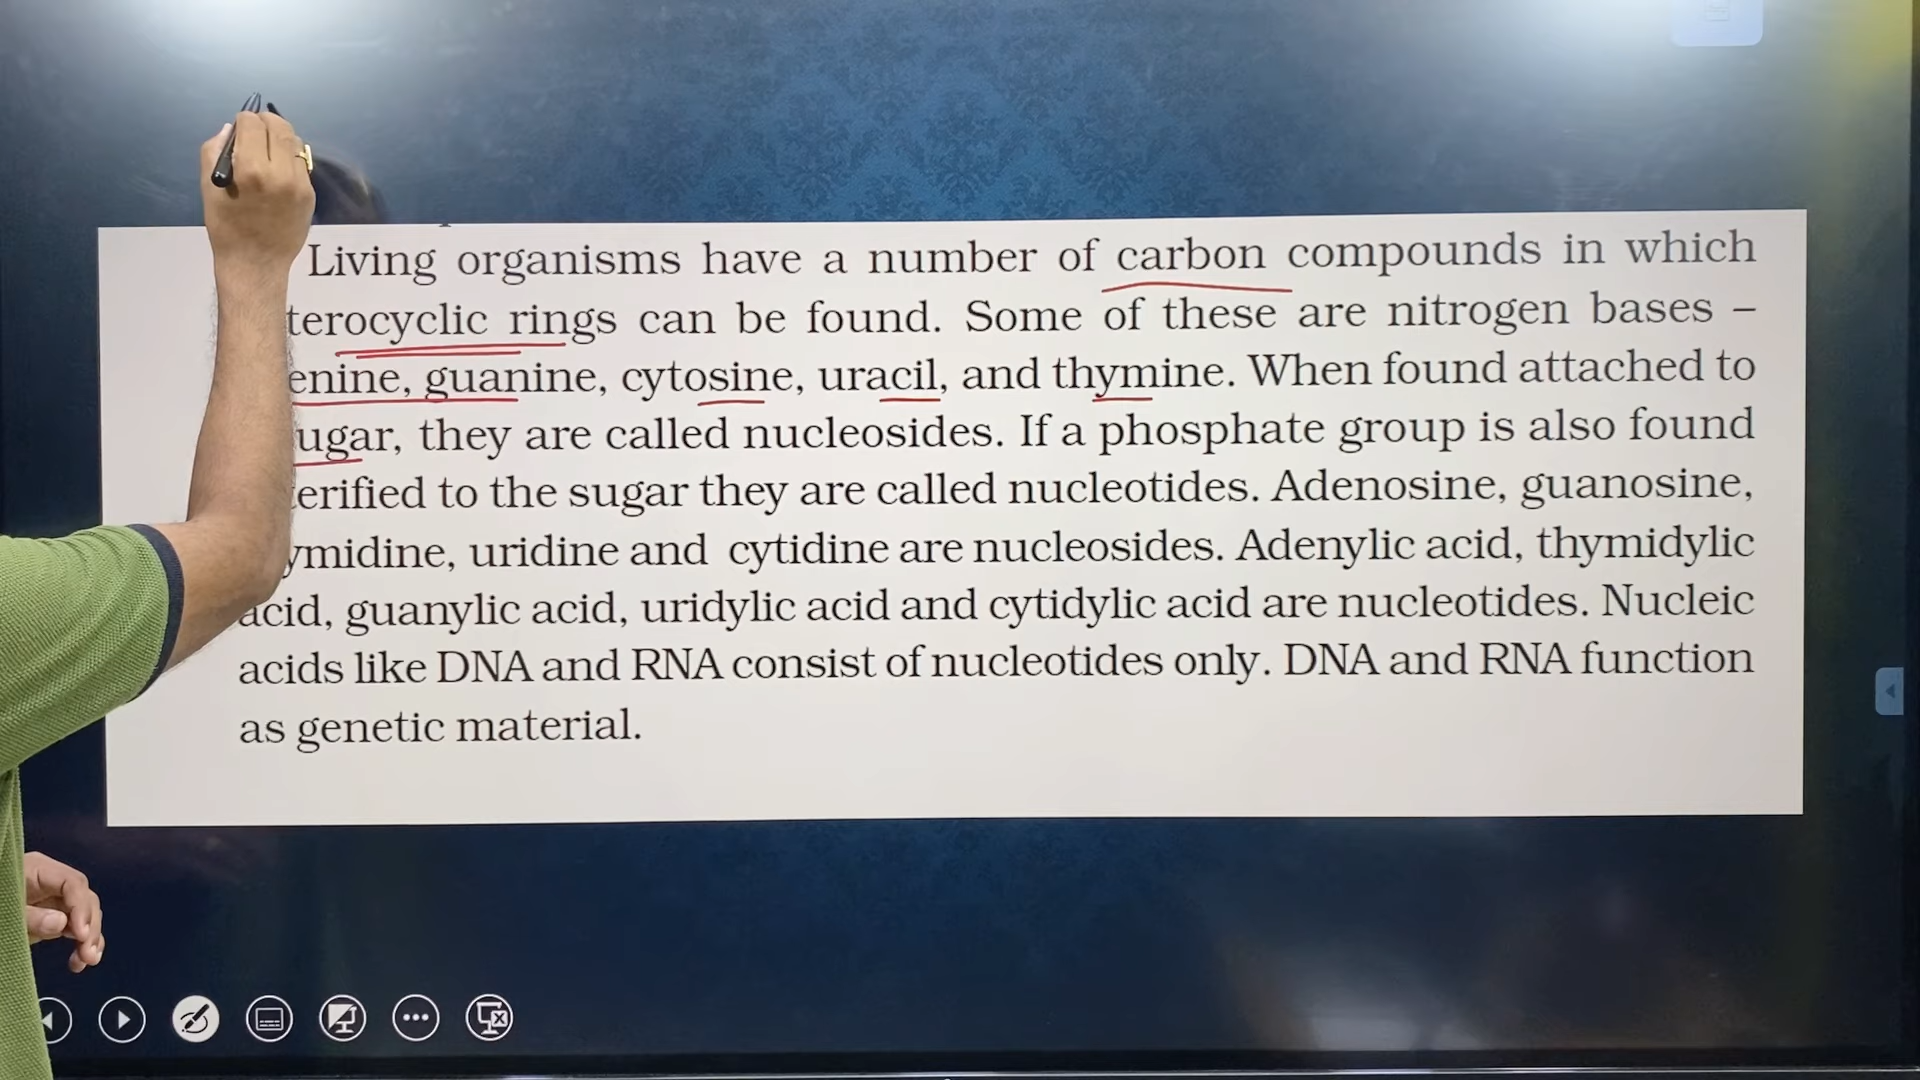 Living organisms have a number of carbon compounds in which
terocyclic rings can be found. Some of these are nitrogen bases –
enine, guanine, cytosine, uracil, and thymine. When found attached to
ugar, they are called nucleosides. If a phosphate group is also found
terified to the sugar they are called nucleotides. Adenosine, guanosine,
ymidine, uridine and cytidine are nucleosides. Adenylic acid, thymidylic
acid, guanylic acid, uridylic acid and cytidylic acid are nucleotides. Nucleic
acids like DNA and RNA consist of nucleotides only. DNA and RNA function
as genetic material.